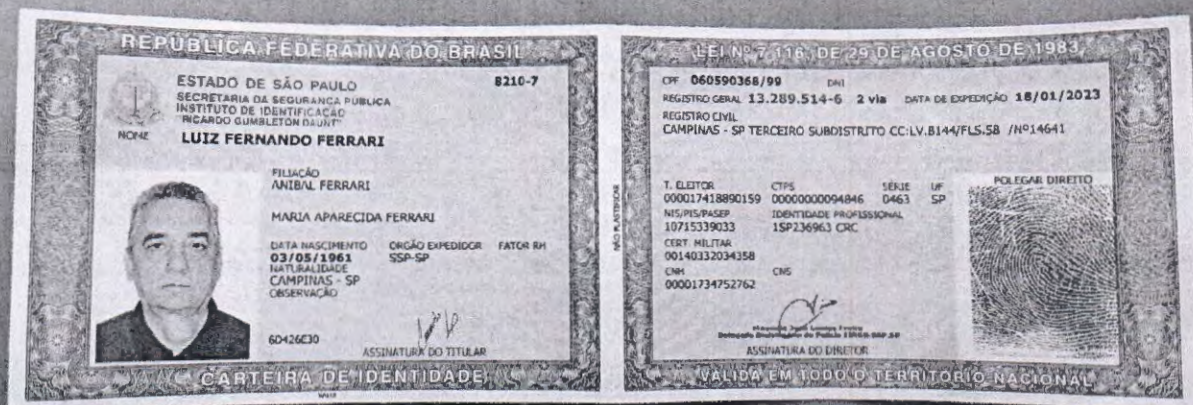 REPÚBLICA FEDERATIVA DO BRASIL
ESTADO DE SÃO PAULO 8210-7
SECRETARIA DA SEGURANÇA PÚBLICA
INSTITUTO DE IDENTIFICAÇÃO
"RICARDO GUMBLETON DAUNT"
NOME LUIZ FERNANDO FERRARI
FILIAÇÃO
ANIBAL FERRARI
MARIA APARECIDA FERRARI
DATA NASCIMENTO ORGÃO EXPEDIDOR FATOR RH
03/05/1961 SSP-SP
NATURALIDADE
CAMPINAS - SP
OBSERVAÇÃO
6D426E30
ASSINATURA DO TITULAR
CARTEIRA DE IDENTIDADE
NÃO PLASTIFICAR
LEI Nº 7.116, DE 29 DE AGOSTO DE 1983
CPF 060590368/99 DNI
REGISTRO GERAL 13.289.514-6 2 via DATA DE EXPEDIÇÃO 18/01/2023
REGISTRO CIVIL
CAMPINAS - SP TERCEIRO SUBDISTRITO CC:LV.B144/FLS.58 /Nº14641
T. ELEITOR CTPS SÉRIE UF POLEGAR DIREITO
000017418890159 00000000094846 0463 SP
NIS/PIS/PASEP IDENTIDADE PROFISSIONAL
10715339033 1SP236963 CRC
CERT. MILITAR
00140332034358
CNH CNS
00001734752762
ASSINATURA DO DIRETOR
VÁLIDA EM TODO O TERRITÓRIO NACIONAL